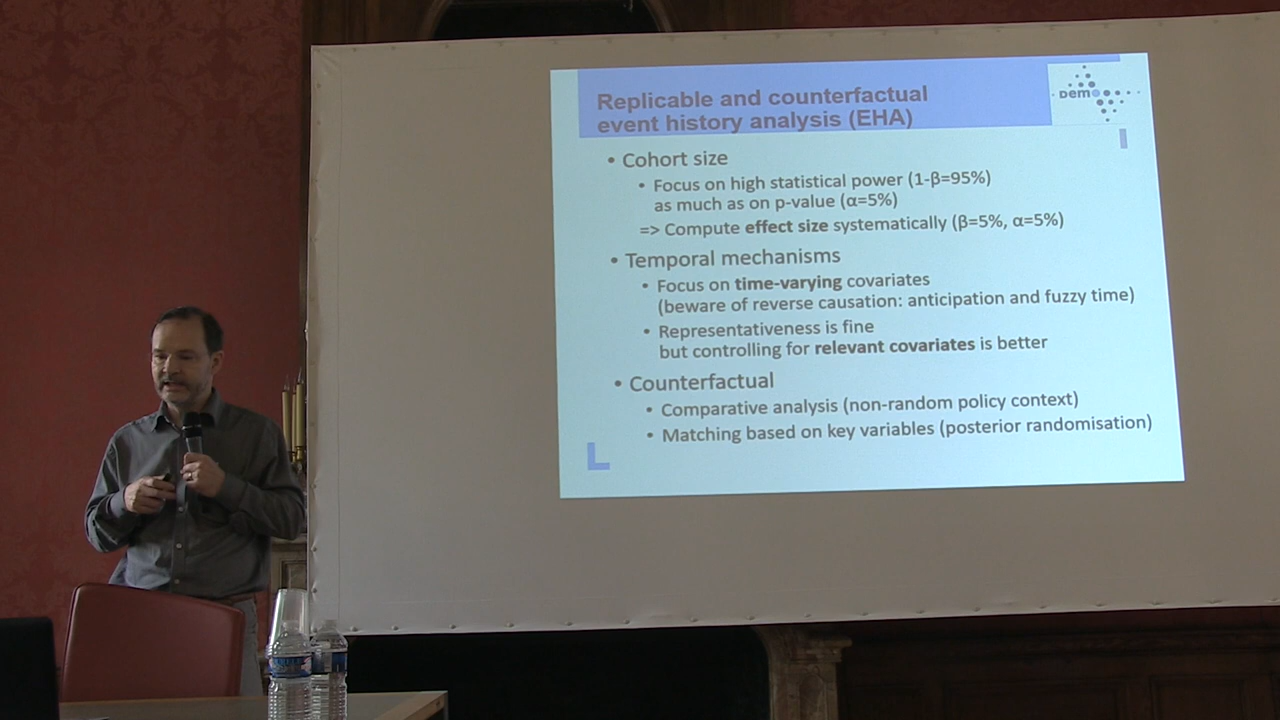 Replicable and counterfactual
event history analysis (EHA)
Demo
• Cohort size
• Focus on high statistical power (1-β=95%)
as much as on p-value (α=5%)
=> Compute effect size systematically (β=5%, α=5%)
• Temporal mechanisms
• Focus on time-varying covariates
(beware of reverse causation: anticipation and fuzzy time)
• Representativeness is fine
but controlling for relevant covariates is better
• Counterfactual
• Comparative analysis (non-random policy context)
• Matching based on key variables (posterior randomisation)